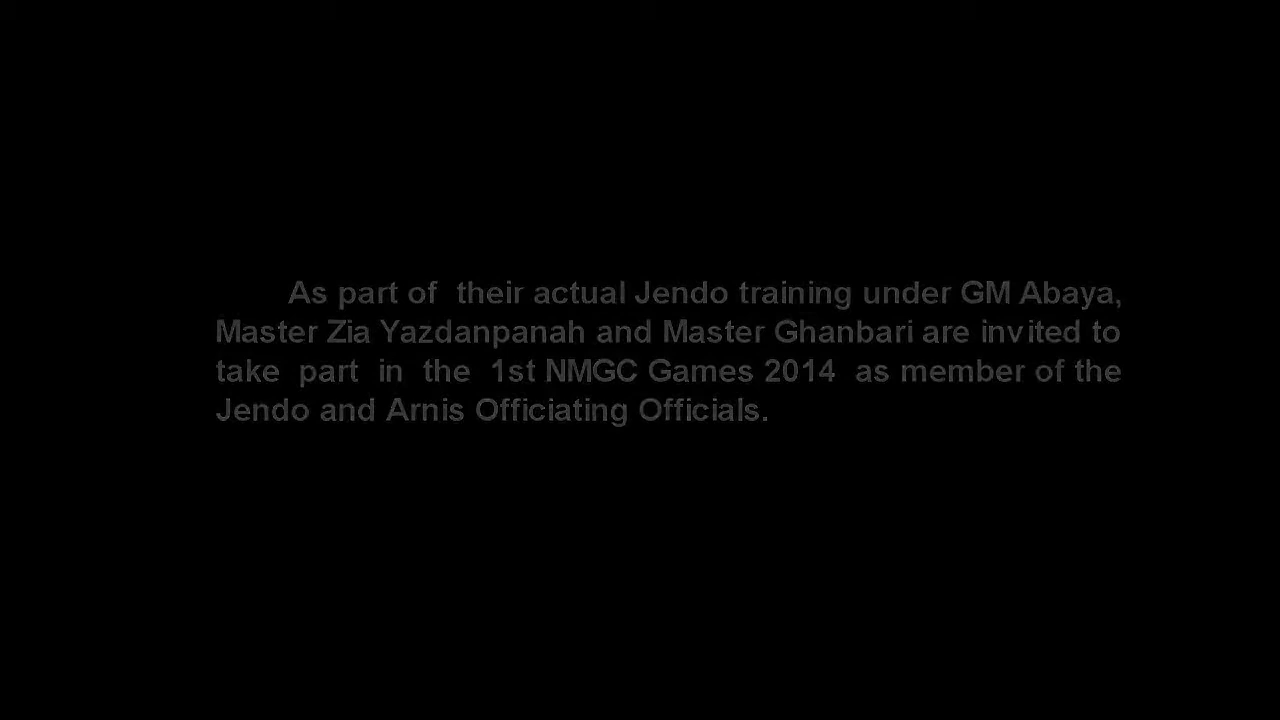 As part of their actual Jendo training under GM Abaya,
Master Zia Yazdanpanah and Master Ghanbari are invited to
take part in the 1st NMGC Games 2014 as member of the
Jendo and Arnis Officiating Officials.